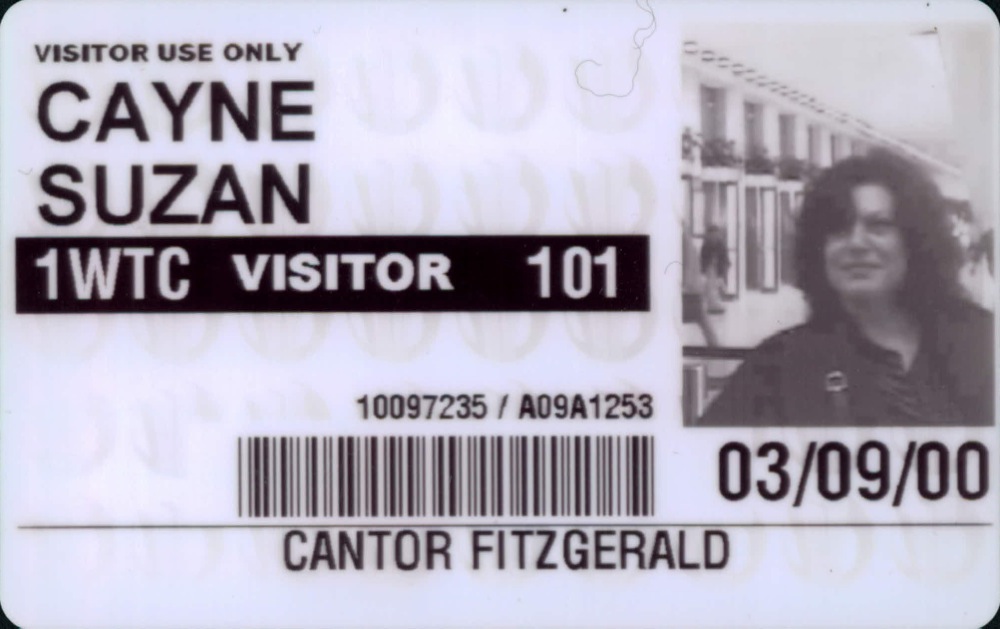 VISITOR USE ONLY
CAYNE
SUZAN
1WTC VISITOR 101
10097235 / A09A1253
03/09/00
CANTOR FITZGERALD